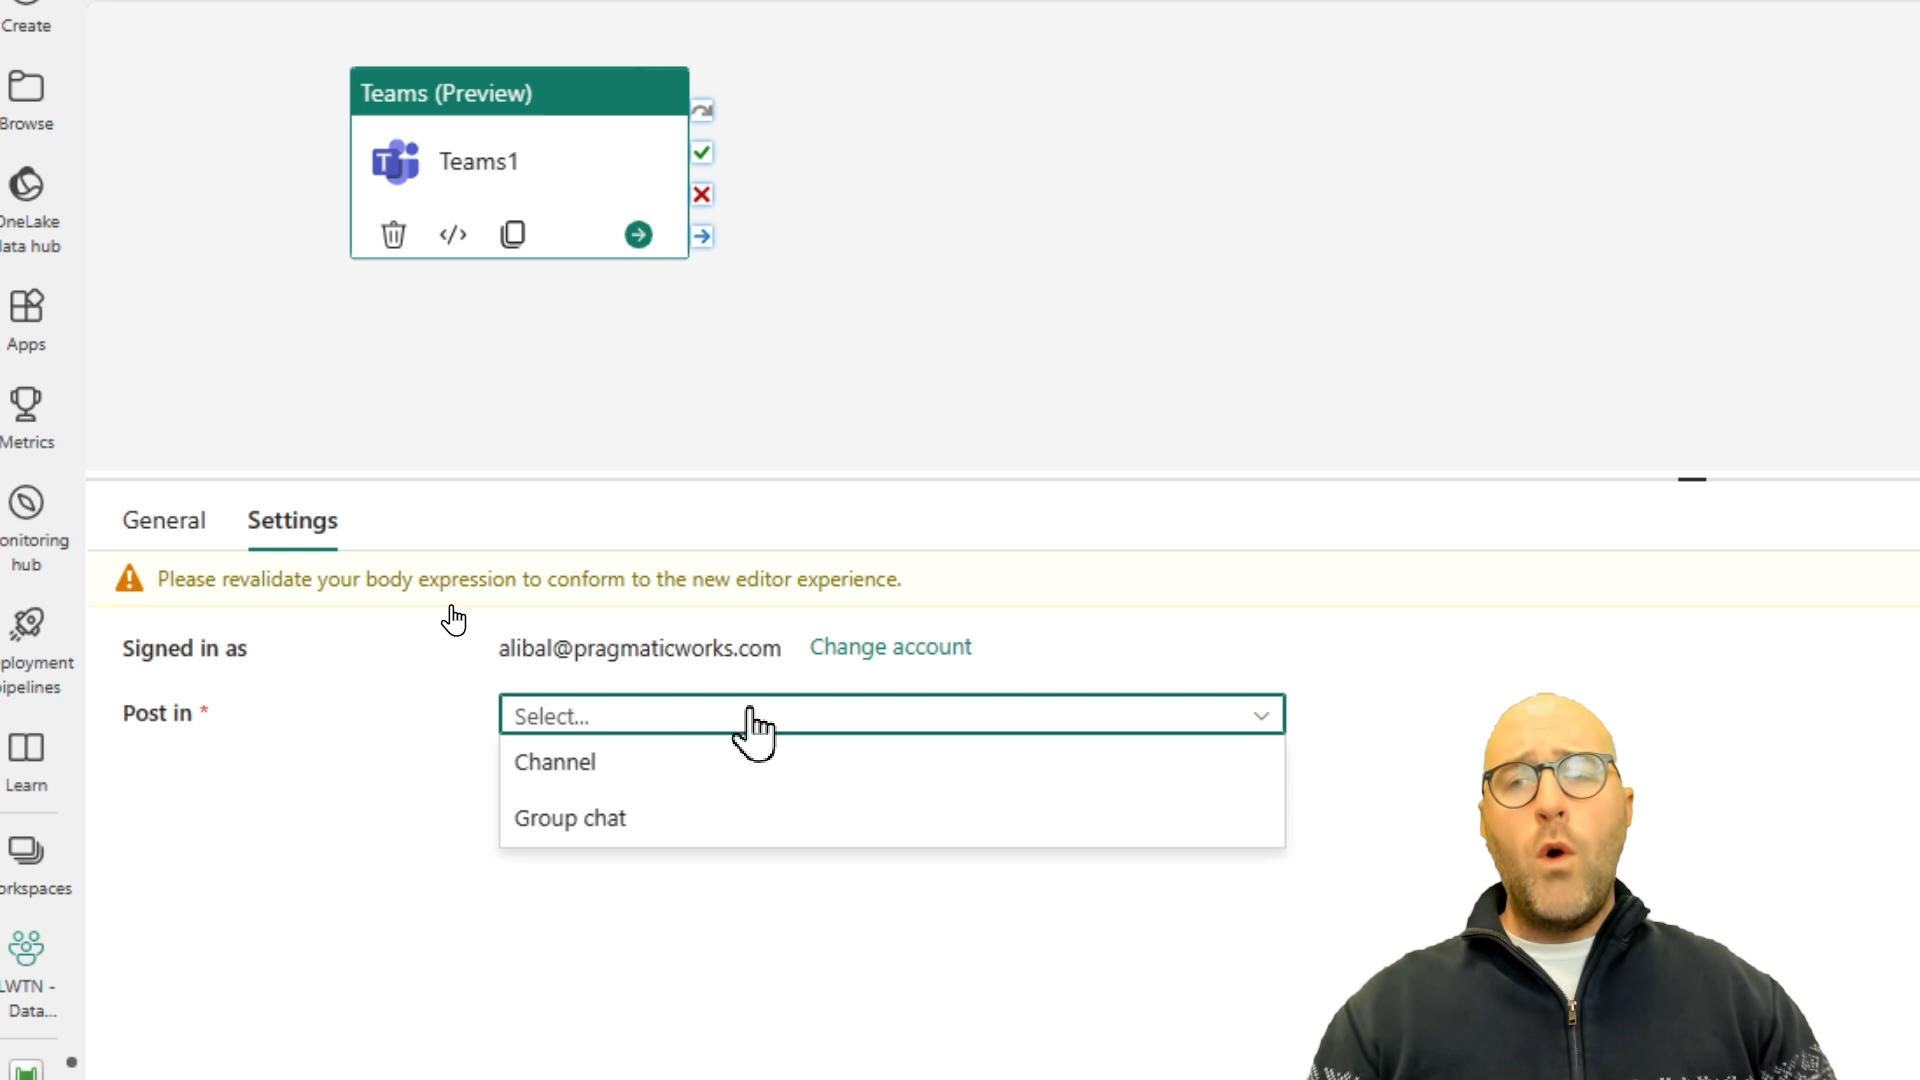 Create
Browse
OneLake
data hub
Apps
Metrics
onitoring
hub
ployment
pipelines
Learn
orkspaces
LWTN -
Data...
Teams (Preview)
T
Teams1
</>
General
Settings
Please revalidate your body expression to conform to the new editor experience.
Signed in as
alibal@pragmaticworks.com
Change account
Post in *
Select...
Channel
Group chat